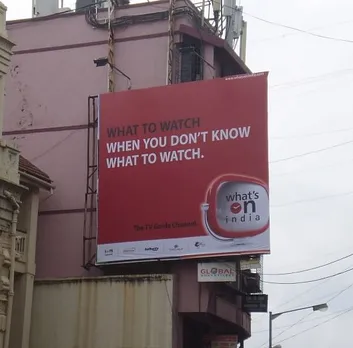 WHAT TO WATCH
WHEN YOU DON'T KNOW
WHAT TO WATCH.
what's
on
india
The TV Guide Channel
GLOBAL